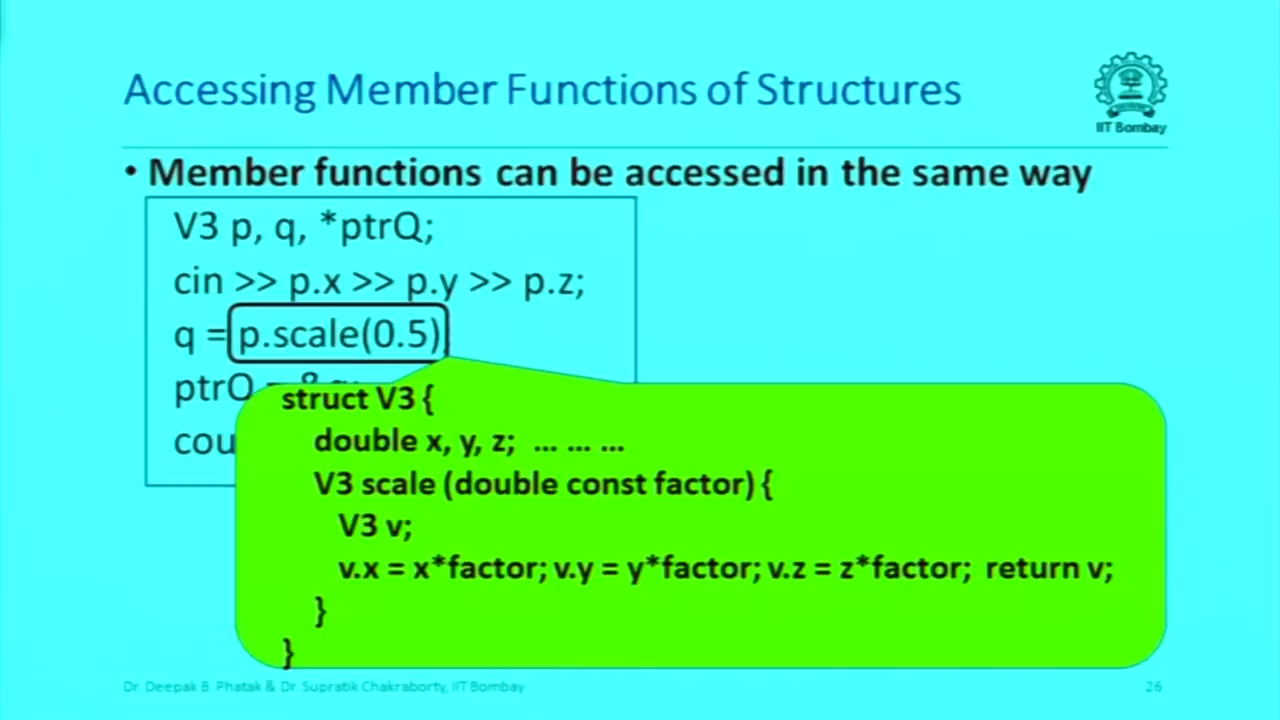 Accessing Member Functions of Structures
IIT Bombay
• Member functions can be accessed in the same way
V3 p, q, *ptrQ;
cin >> p.x >> p.y >> p.z;
q = p.scale(0.5)
ptrQ
cou
struct V3 {
double x, y, z; ... ... ...
V3 scale (double const factor) {
V3 v;
v.x = x*factor; v.y = y*factor; v.z = z*factor; return v;
}
}
Dr. Deepak B. Phatak & Dr. Supratik Chakraborty, IIT Bombay
26